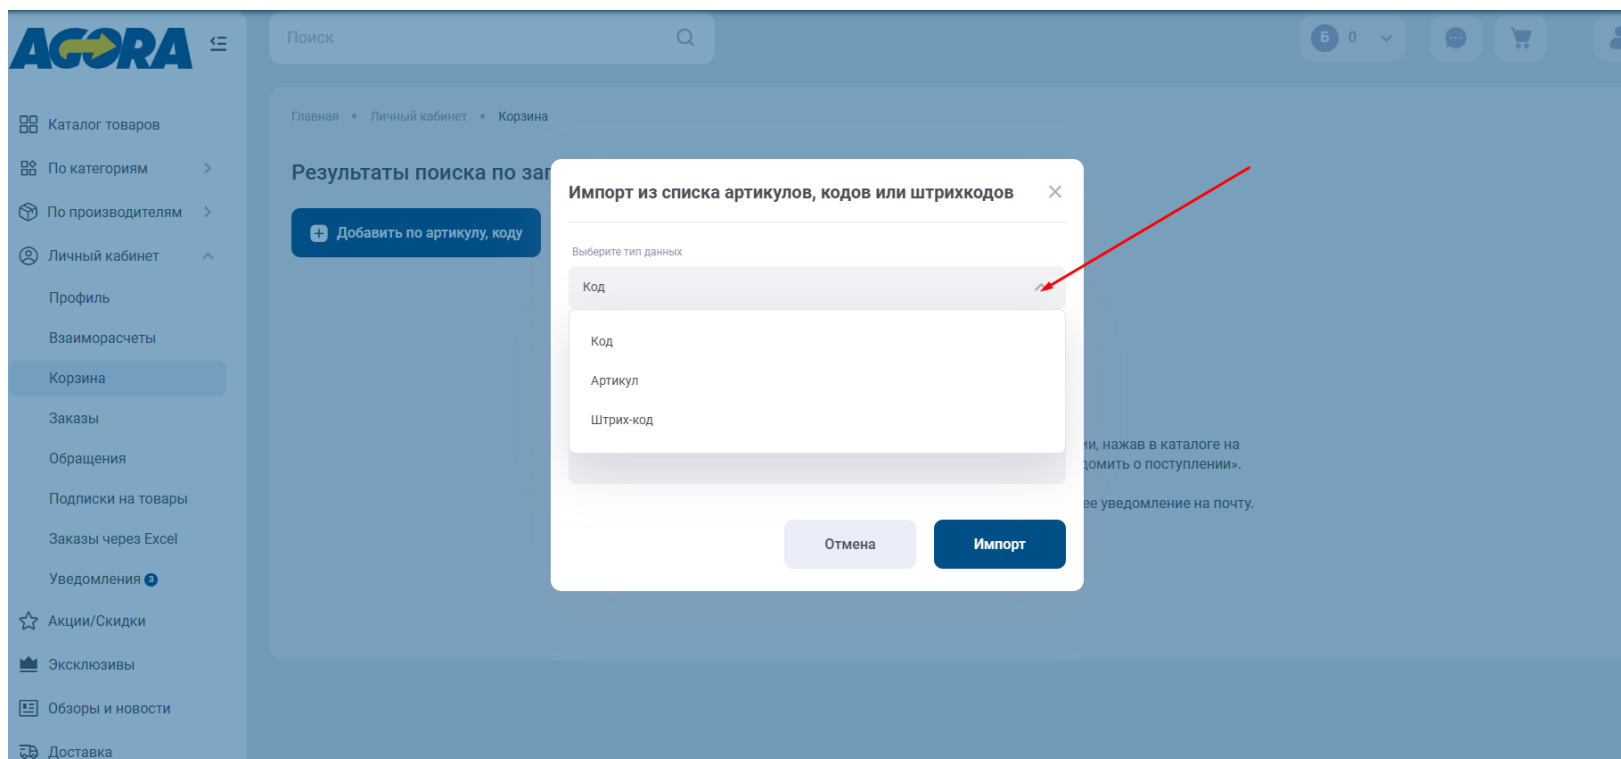 AGORA
Поиск
Б 0
Каталог товаров
По категориям
По производителям
Личный кабинет
Профиль
Взаиморасчеты
Корзина
Заказы
Обращения
Подписки на товары
Заказы через Excel
Уведомления 3
Акции/Скидки
Эксклюзивы
Обзоры и новости
Доставка
Главная • Личный кабинет • Корзина
Результаты поиска по
Добавить по артикулу, коду
Импорт из списка артикулов, кодов или штрихкодов
Выберите тип данных
Код
Код
Артикул
Штрих-код
Отмена
Импорт
нажав в каталоге на
о поступлении».
уведомление на почту.